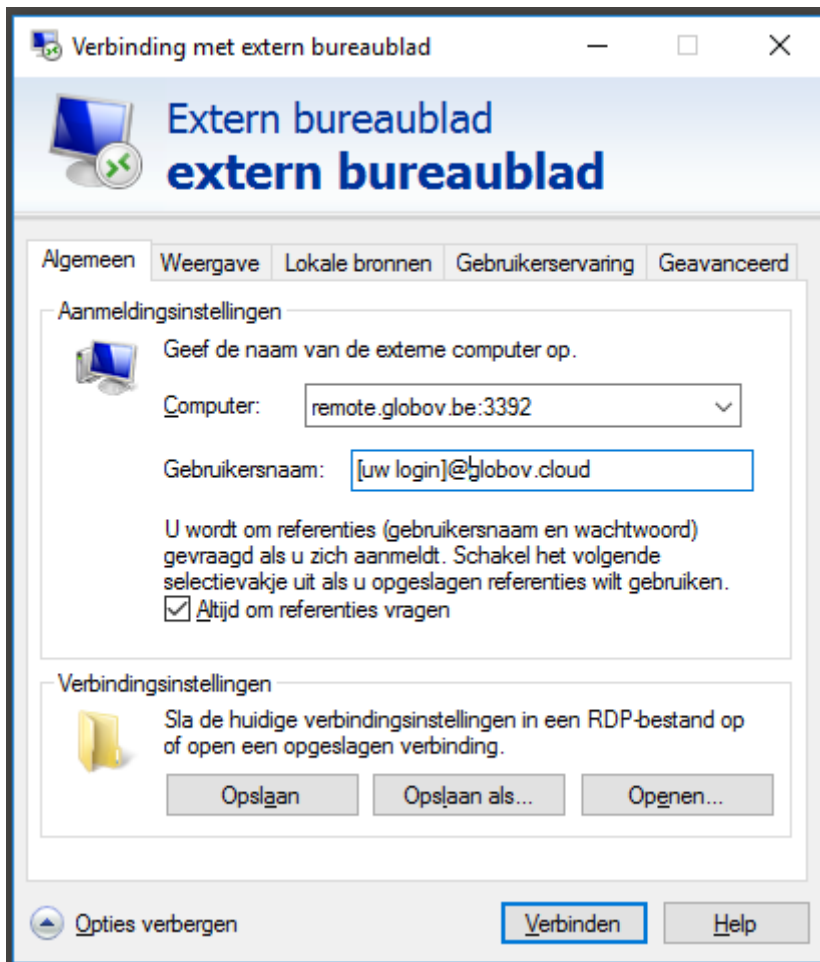 Verbinding met extern bureaublad
Extern bureaublad
extern bureaublad
Algemeen Weergave Lokale bronnen Gebruikerservaring Geavanceerd
Aanmeldingsinstellingen
Geef de naam van de externe computer op.
Computer: remote.globov.be:3392
Gebruikersnaam: [uw login]@globov.cloud
U wordt om referenties (gebruikersnaam en wachtwoord)
gevraagd als u zich aanmeldt. Schakel het volgende
selectievakje uit als u opgeslagen referenties wilt gebruiken.
Altijd om referenties vragen
Verbindingsinstellingen
Sla de huidige verbindingsinstellingen in een RDP-bestand op
of open een opgeslagen verbinding.
Opslaan Opslaan als... Openen...
Opties verbergen Verbinden Help